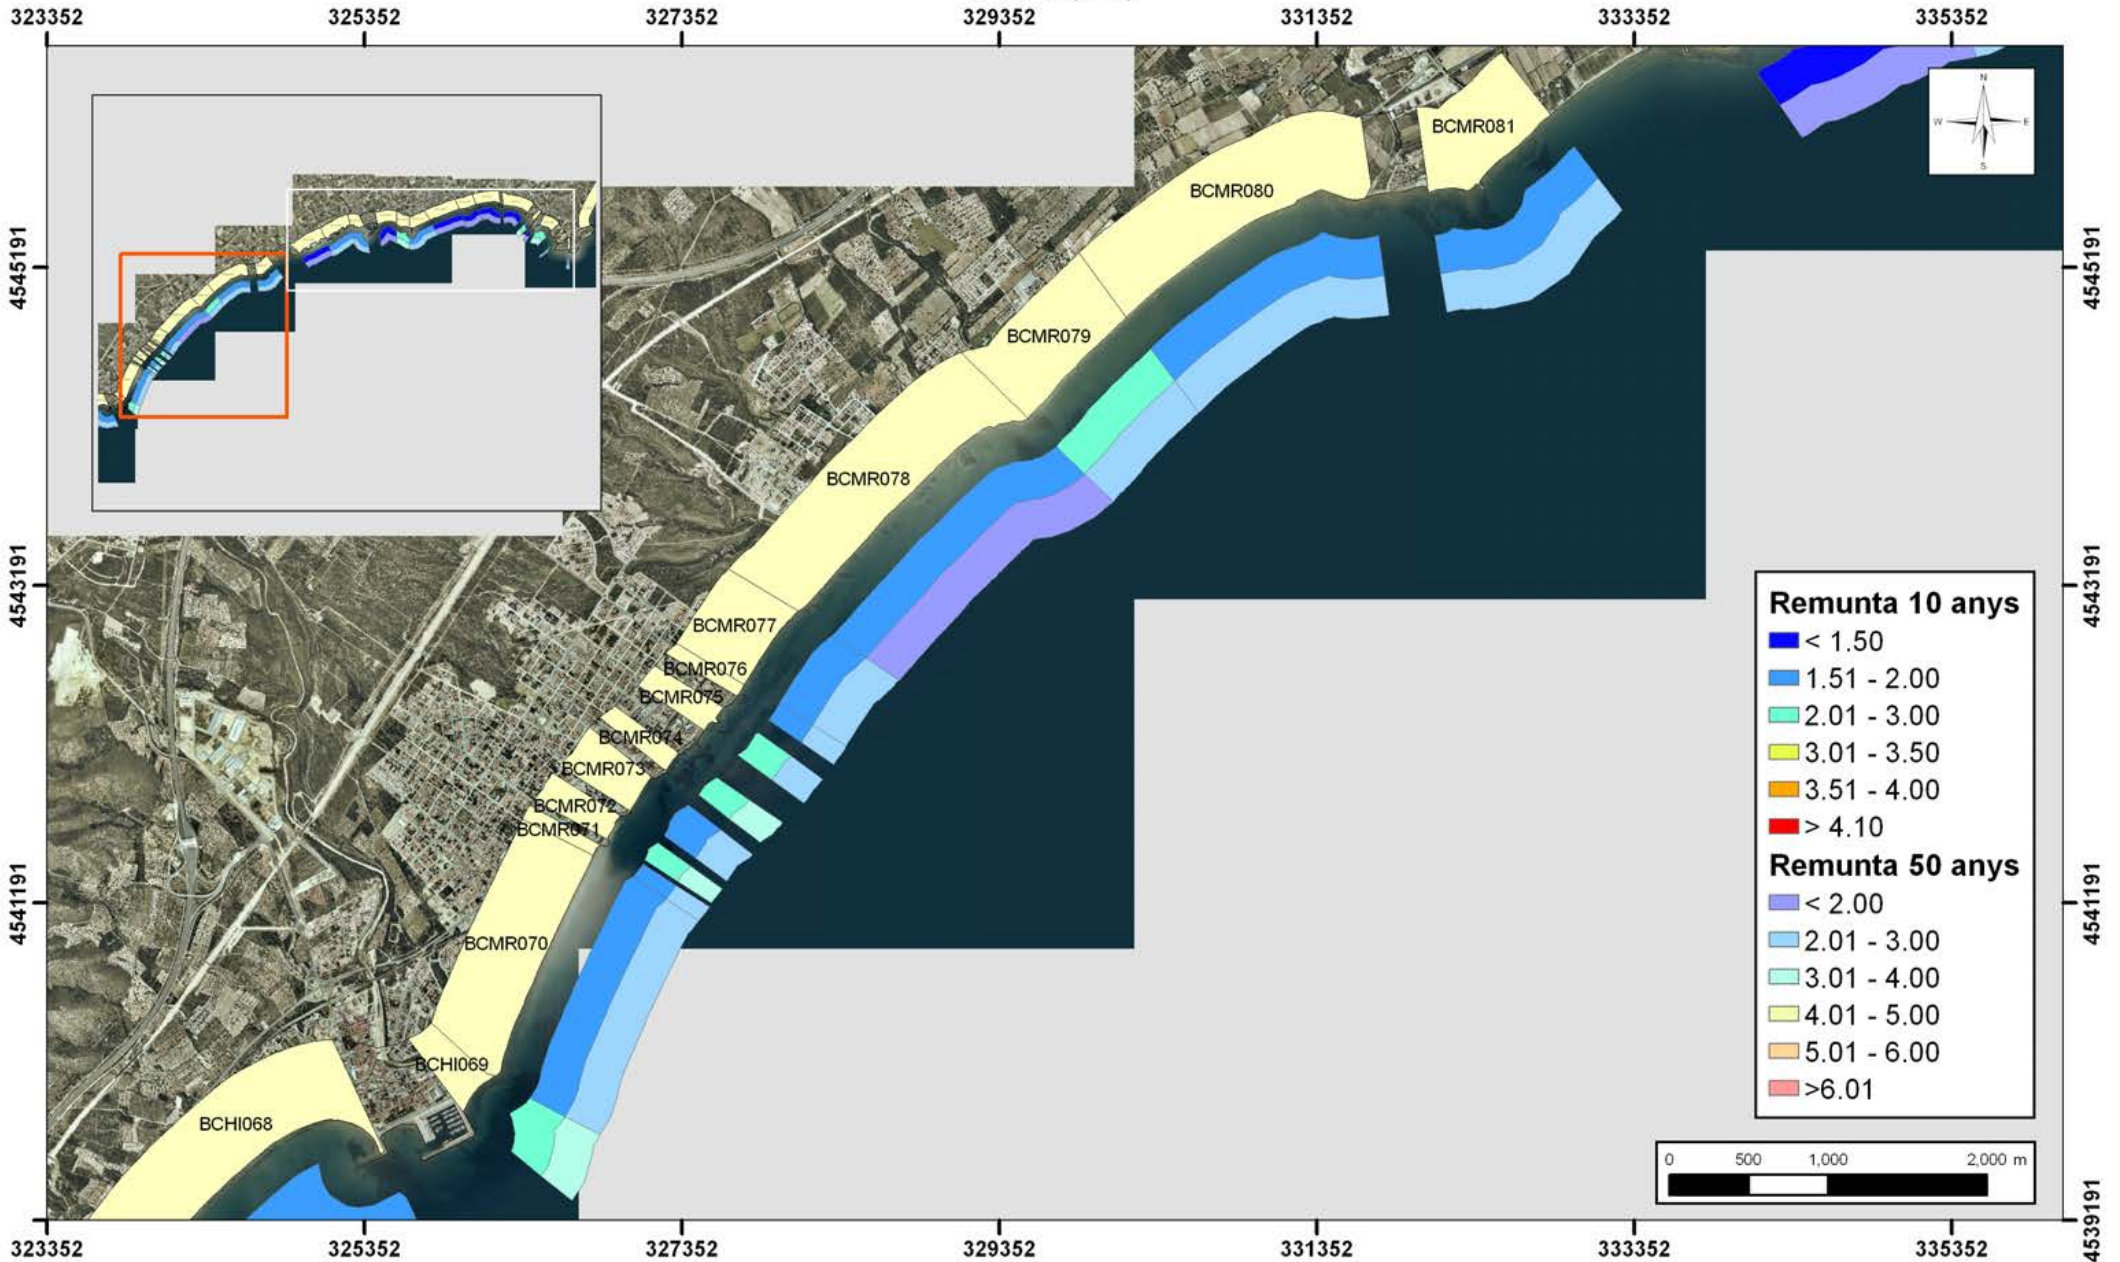 323352 325352 327352 329352 331352 333352 335352
N
W E
S
BCMR081
BCMR080
4545191 4545191
BCMR079
BCMR078
4543191 4543191
BCMR077
BCMR076
BCMR075
BCMR074
BCMR073
BCMR072
BCMR071
4541191 4541191
BCMR070
BCHI069
BCHI068
Remunta 10 anys
< 1.50
1.51 - 2.00
2.01 - 3.00
3.01 - 3.50
3.51 - 4.00
> 4.10
Remunta 50 anys
< 2.00
2.01 - 3.00
3.01 - 4.00
4.01 - 5.00
5.01 - 6.00
>6.01
0 500 1,000 2,000 m
4539191
323352 325352 327352 329352 331352 333352 335352